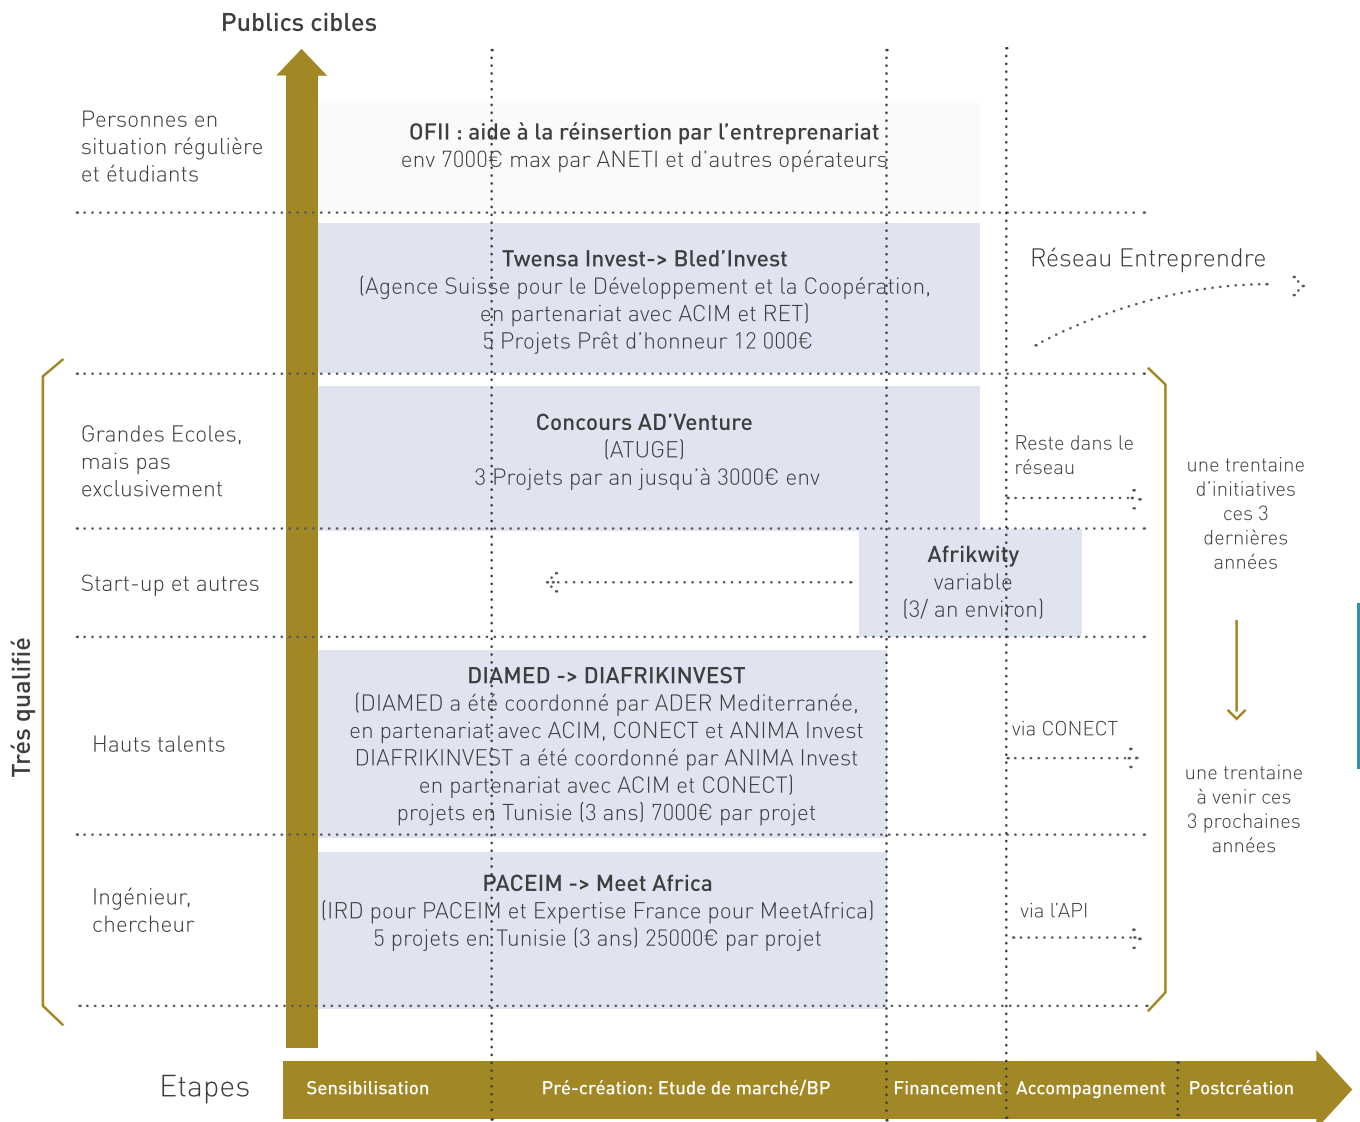 Publics cibles
Personnes en
situation régulière
et étudiants
OFII : aide à la réinsertion par l'entreprenariat
env 7000€ max par ANETI et d'autres opérateurs
Twensa Invest-> Bled'Invest
(Agence Suisse pour le Développement et la Coopération,
en partenariat avec ACIM et RET)
5 Projets Prêt d'honneur 12 000€
Réseau Entreprendre
Trés qualifié
Grandes Ecoles,
mais pas
exclusivement
Concours AD'Venture
(ATUGE)
3 Projets par an jusqu'à 3000€ env
Reste dans le
réseau
une trentaine
d'initiatives
ces 3
dernières
années
Start-up et autres
Afrikwity
variable
(3/ an environ)
Hauts talents
DIAMED -> DIAFRIKINVEST
(DIAMED a été coordonné par ADER Mediterranée,
en partenariat avec ACIM, CONECT et ANIMA Invest
DIAFRIKINVEST a été coordonné par ANIMA Invest
en partenariat avec ACIM et CONECT)
projets en Tunisie (3 ans) 7000€ par projet
via CONECT
une trentaine
à venir ces
3 prochaines
années
Ingénieur,
chercheur
PACEIM -> Meet Africa
(IRD pour PACEIM et Expertise France pour MeetAfrica)
5 projets en Tunisie (3 ans) 25000€ par projet
via l'API
Etapes
Sensibilisation
Pré-création: Etude de marché/BP
Financement
Accompagnement
Postcréation